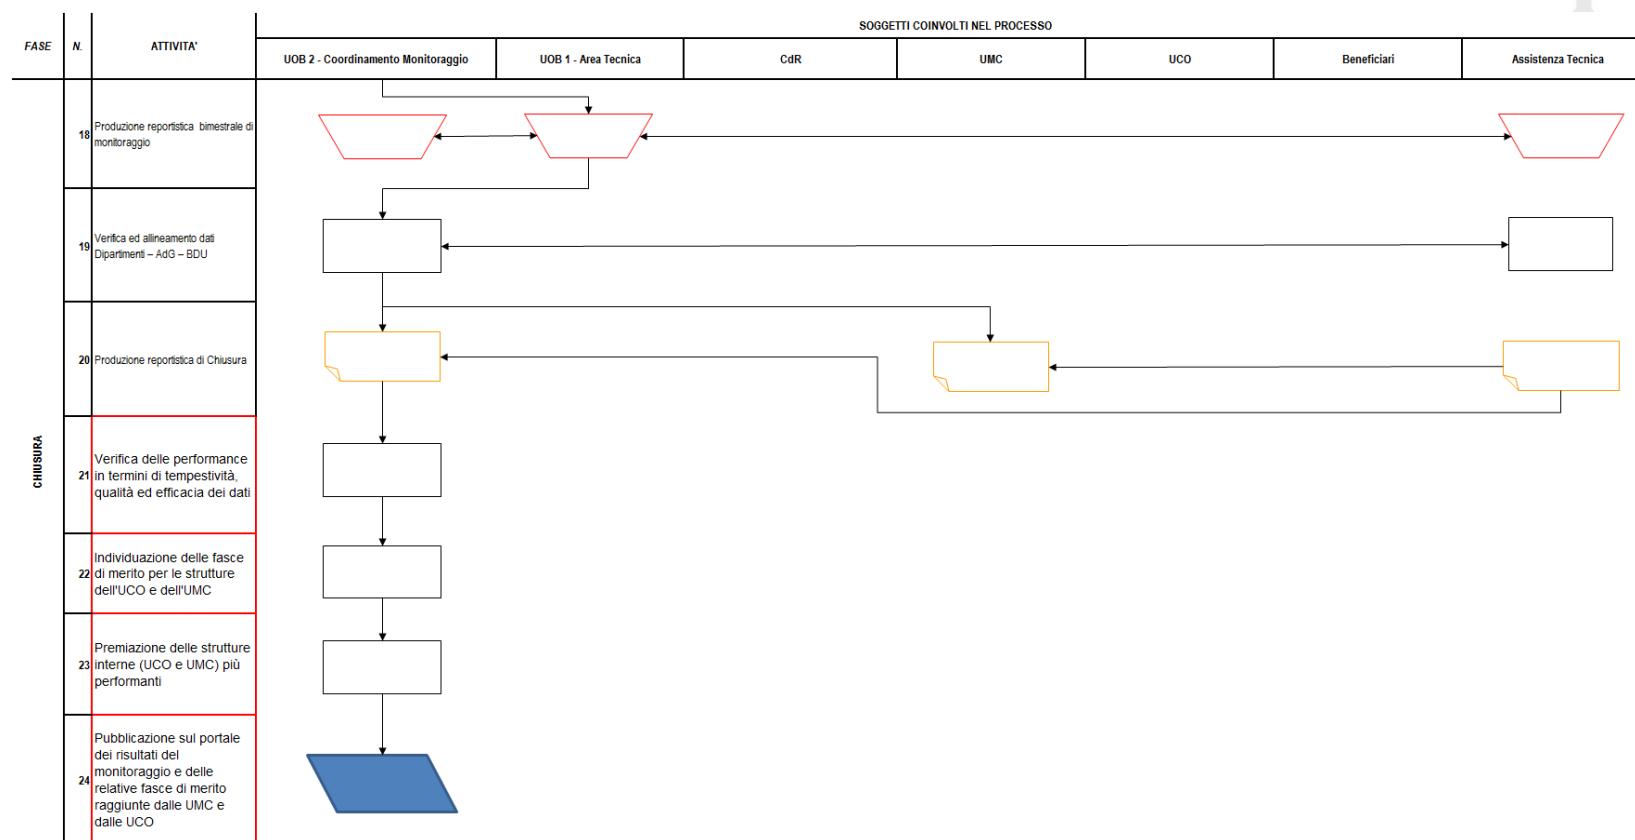 SOGGETTI COINVOLTI NEL PROCESSO
FASE N. ATTIVITA'
UOB 2 - Coordinamento Monitoraggio UOB 1 - Area Tecnica CdR UMC UCO Beneficiari Assistenza Tecnica
CHIUSURA
18 Produzione reportistica bimestrale di
monitoraggio
19 Verifica ed allineamento dati
Dipartimenti – AdG – BDU
20 Produzione reportistica di Chiusura
21 Verifica delle performance
in termini di tempestività,
qualità ed efficacia dei dati
22 Individuazione delle fasce
di merito per le strutture
dell'UCO e dell'UMC
23 Premiazione delle strutture
interne (UCO e UMC) più
performanti
24 Pubblicazione sul portale
dei risultati del
monitoraggio e delle
relative fasce di merito
raggiunte dalle UMC e
dalle UCO